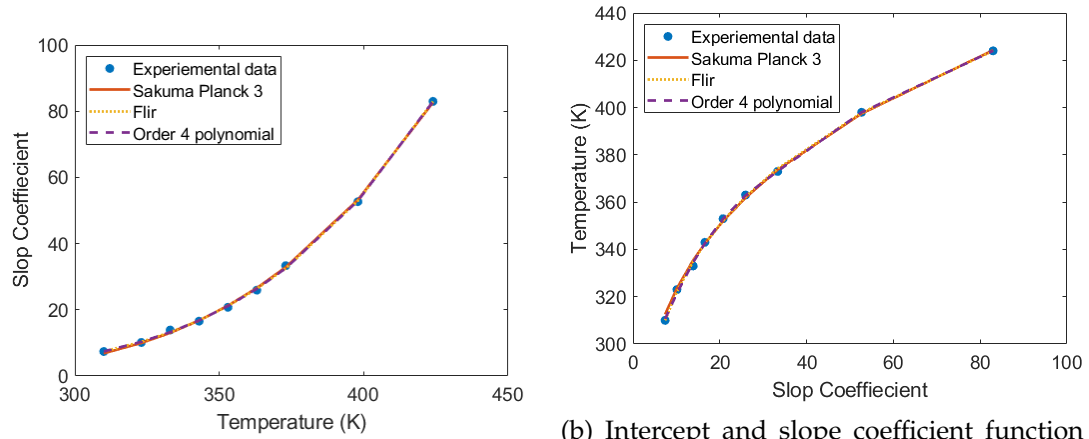 100
80
60
40
20
0
300
350
400
450
Slop Coeffiecient
Temperature (K)
Experiemental data
Sakuma Planck 3
Flir
Order 4 polynomial
440
420
400
380
360
340
320
300
0
20
40
60
80
100
Temperature (K)
Slop Coeffiecient
Experiemental data
Sakuma Planck 3
Flir
Order 4 polynomial
(b) Intercept and slope coefficient function